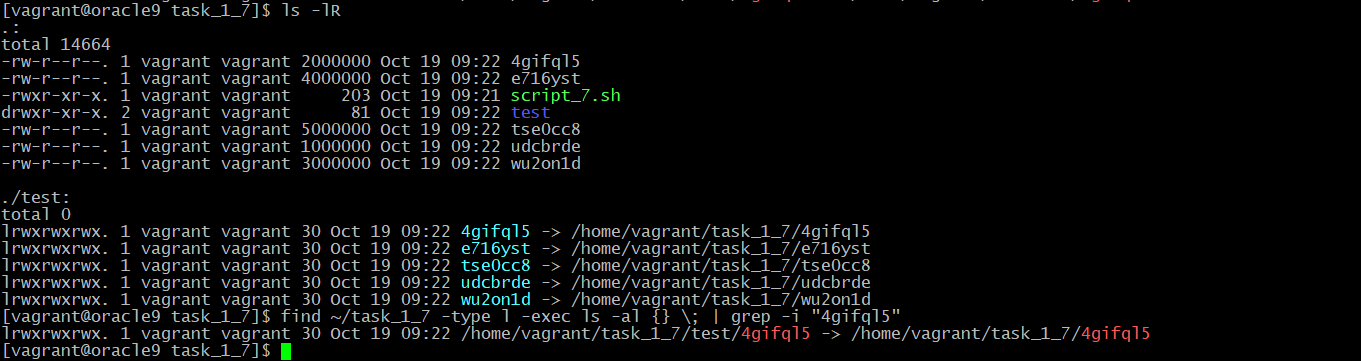 [vagrant@oracle9 task_1_7]$ ls -lR
.:
total 14664
-rw-r--r--. 1 vagrant vagrant 2000000 Oct 19 09:22 4gifql5
-rw-r--r--. 1 vagrant vagrant 4000000 Oct 19 09:22 e716yst
-rwxr-xr-x. 1 vagrant vagrant     203 Oct 19 09:21 script_7.sh
drwxr-xr-x. 2 vagrant vagrant      81 Oct 19 09:22 test
-rw-r--r--. 1 vagrant vagrant 5000000 Oct 19 09:22 tse0cc8
-rw-r--r--. 1 vagrant vagrant 1000000 Oct 19 09:22 udcbrde
-rw-r--r--. 1 vagrant vagrant 3000000 Oct 19 09:22 wu2on1d

./test:
total 0
lrwxrwxrwx. 1 vagrant vagrant 30 Oct 19 09:22 4gifql5 -> /home/vagrant/task_1_7/4gifql5
lrwxrwxrwx. 1 vagrant vagrant 30 Oct 19 09:22 e716yst -> /home/vagrant/task_1_7/e716yst
lrwxrwxrwx. 1 vagrant vagrant 30 Oct 19 09:22 tse0cc8 -> /home/vagrant/task_1_7/tse0cc8
lrwxrwxrwx. 1 vagrant vagrant 30 Oct 19 09:22 udcbrde -> /home/vagrant/task_1_7/udcbrde
lrwxrwxrwx. 1 vagrant vagrant 30 Oct 19 09:22 wu2on1d -> /home/vagrant/task_1_7/wu2on1d
[vagrant@oracle9 task_1_7]$ find ~/task_1_7 -type l -exec ls -al {} \; | grep -i "4gifql5"
lrwxrwxrwx. 1 vagrant vagrant 30 Oct 19 09:22 /home/vagrant/task_1_7/test/4gifql5 -> /home/vagrant/task_1_7/4gifql5
[vagrant@oracle9 task_1_7]$